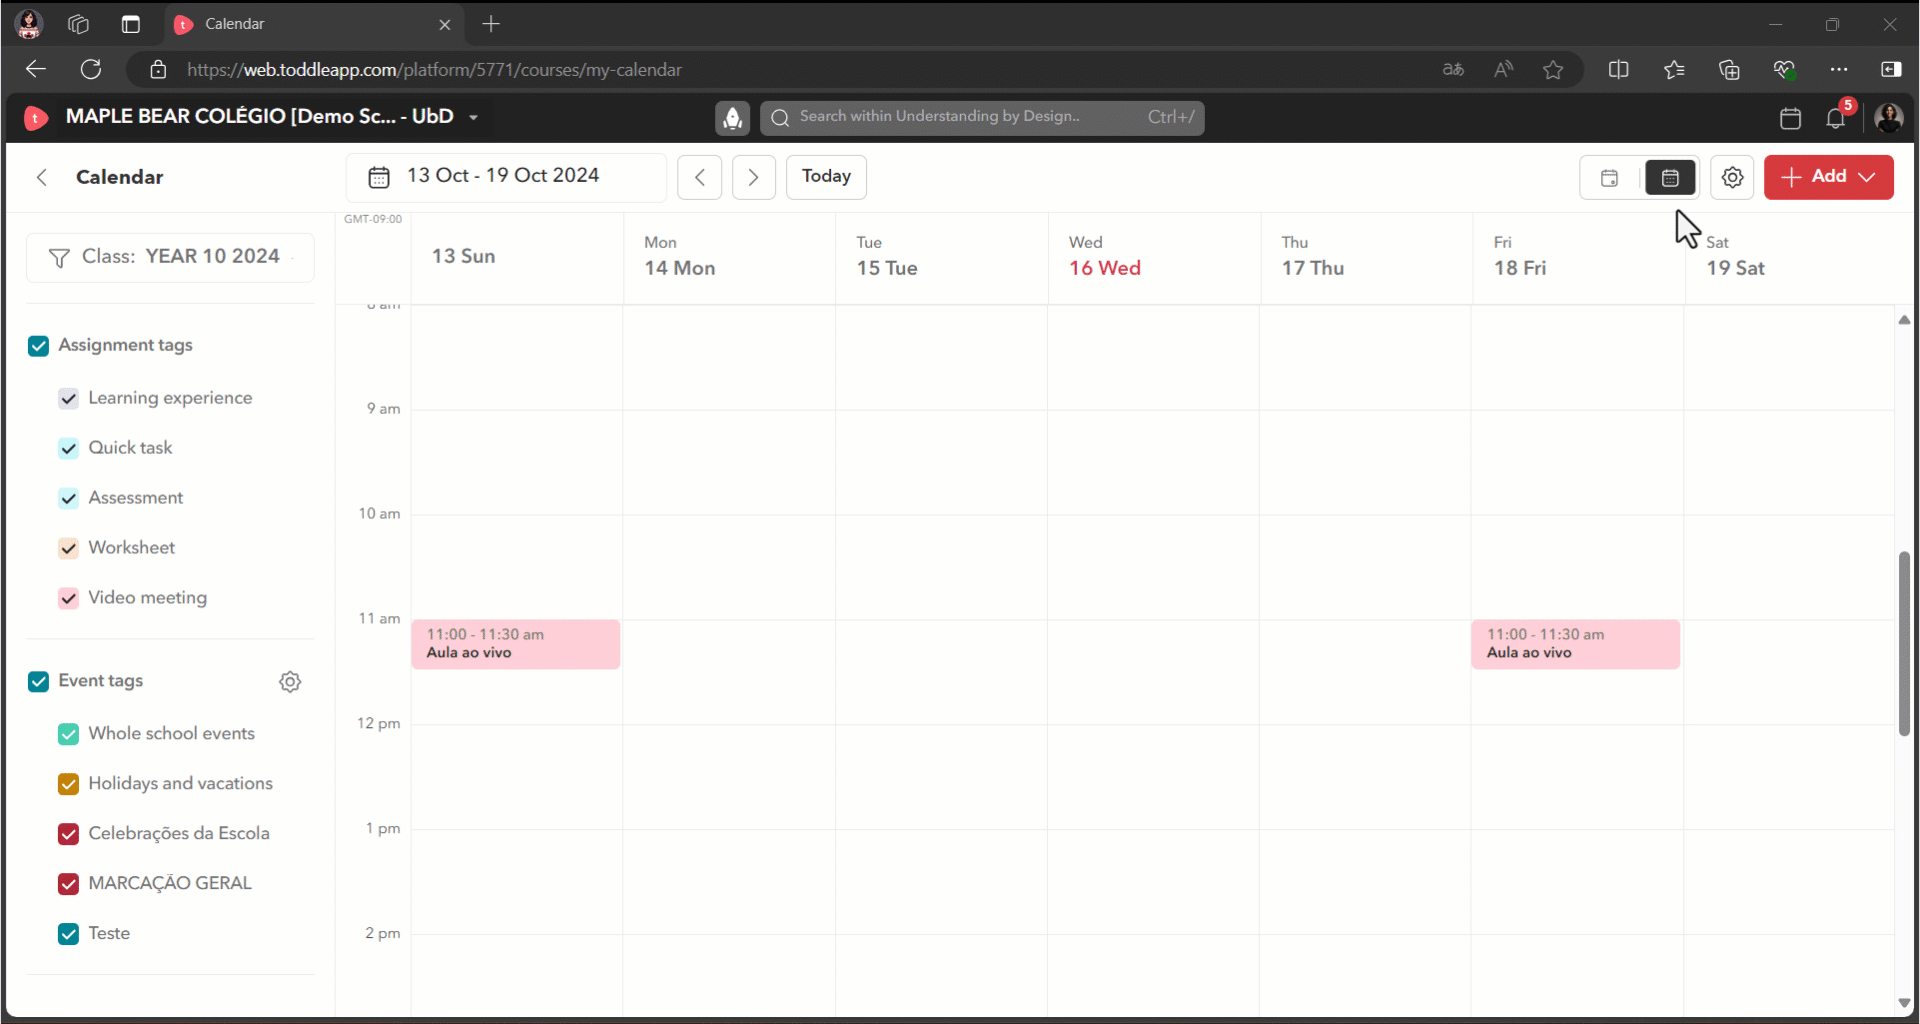 Calendar
https://web.toddleapp.com/platform/5771/courses/my-calendar
MAPLE BEAR COLÉGIO [Demo Sc... - UbD
Search within Understanding by Design.. Ctrl+/
5
Calendar
13 Oct - 19 Oct 2024
Today
Add
GMT-09:00
13 Sun
Mon
14 Mon
Tue
15 Tue
Wed
16 Wed
Thu
17 Thu
Fri
18 Fri
Sat
19 Sat
Class: YEAR 10 2024
Assignment tags
Learning experience
Quick task
Assessment
Worksheet
Video meeting
Event tags
Whole school events
Holidays and vacations
Celebrações da Escola
MARCAÇÃO GERAL
Teste
9 am
10 am
11 am
11:00 - 11:30 am
Aula ao vivo
11:00 - 11:30 am
Aula ao vivo
12 pm
1 pm
2 pm